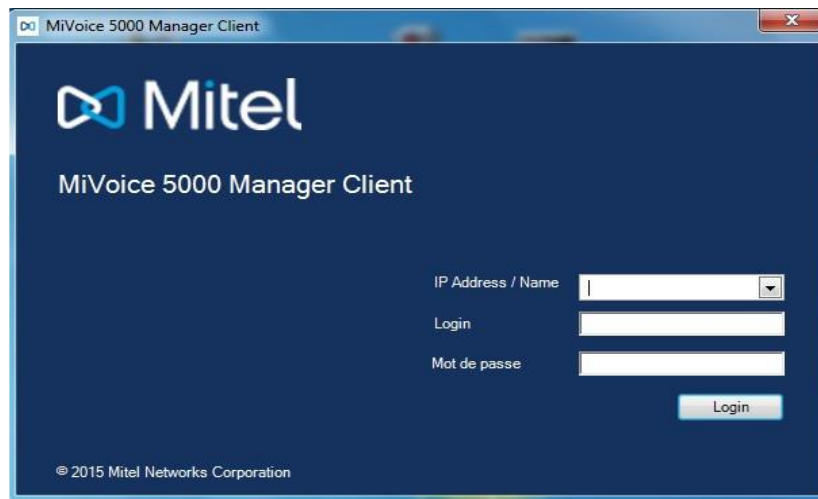 MiVoice 5000 Manager Client
Mitel
MiVoice 5000 Manager Client
IP Address / Name
Login
Mot de passe
Login
© 2015 Mitel Networks Corporation